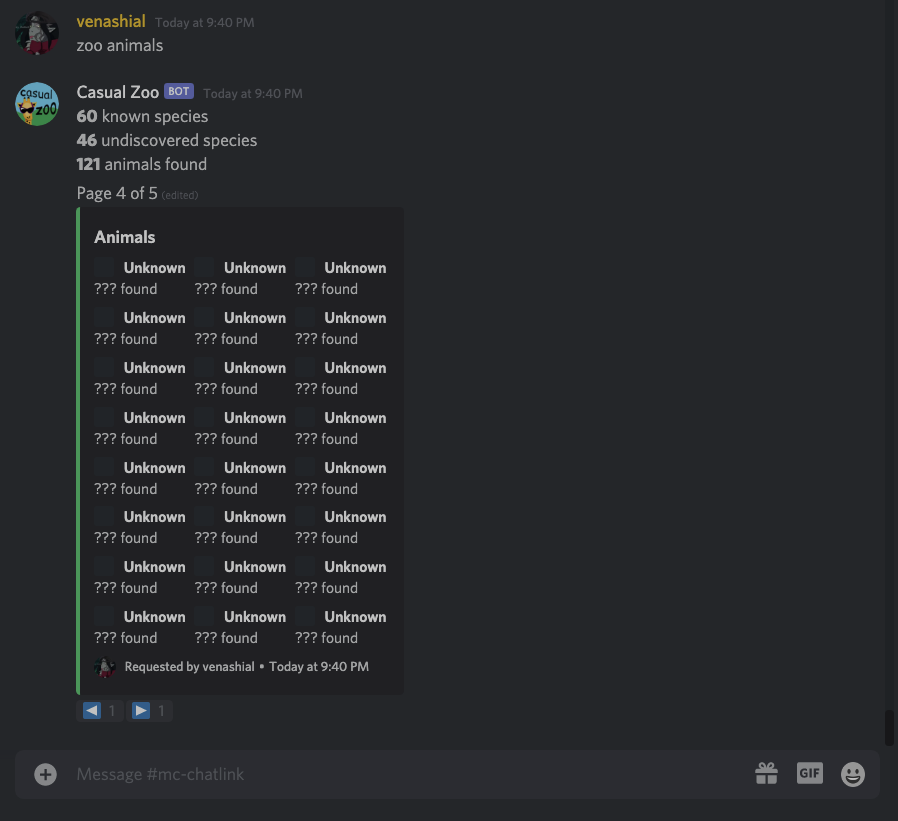 venashial Today at 9:40 PM
zoo animals
casual
ZOO
Casual Zoo BOT Today at 9:40 PM
60 known species
46 undiscovered species
121 animals found
Page 4 of 5 (edited)
Animals
Unknown Unknown Unknown
??? found ??? found ??? found
Unknown Unknown Unknown
??? found ??? found ??? found
Unknown Unknown Unknown
??? found ??? found ??? found
Unknown Unknown Unknown
??? found ??? found ??? found
Unknown Unknown Unknown
??? found ??? found ??? found
Unknown Unknown Unknown
??? found ??? found ??? found
Unknown Unknown Unknown
??? found ??? found ??? found
Unknown Unknown Unknown
??? found ??? found ??? found
Requested by venashial • Today at 9:40 PM
1 1
Message #mc-chatlink GIF